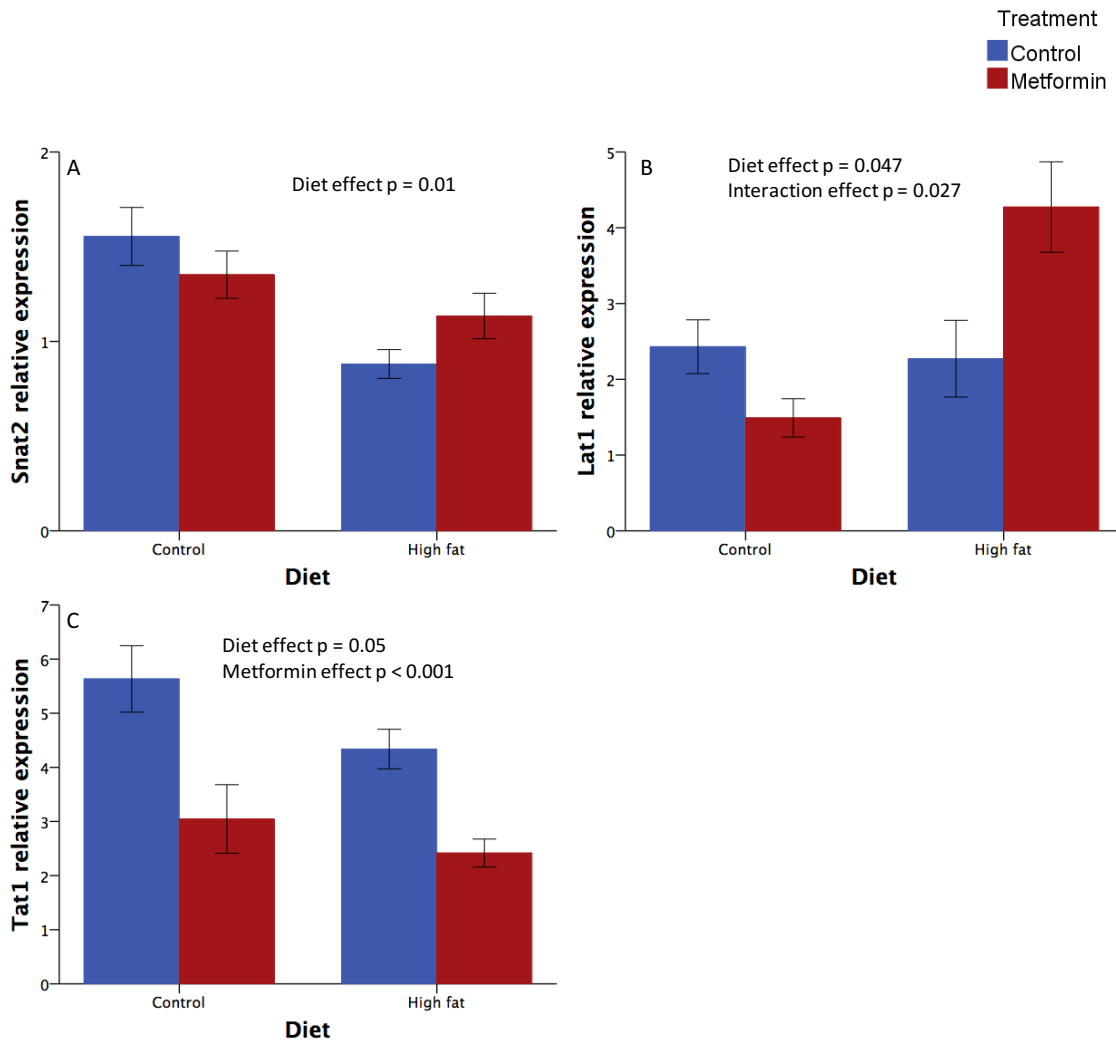 Treatment
Control
Metformin
A
Diet effect p = 0.01
Snat2 relative expression
2
1
0
Control
High fat
Diet
B
Diet effect p = 0.047
Interaction effect p = 0.027
Lat1 relative expression
5
4
3
2
1
0
Control
High fat
Diet
C
Diet effect p = 0.05
Metformin effect p < 0.001
Tat1 relative expression
7
6
5
4
3
2
1
0
Control
High fat
Diet